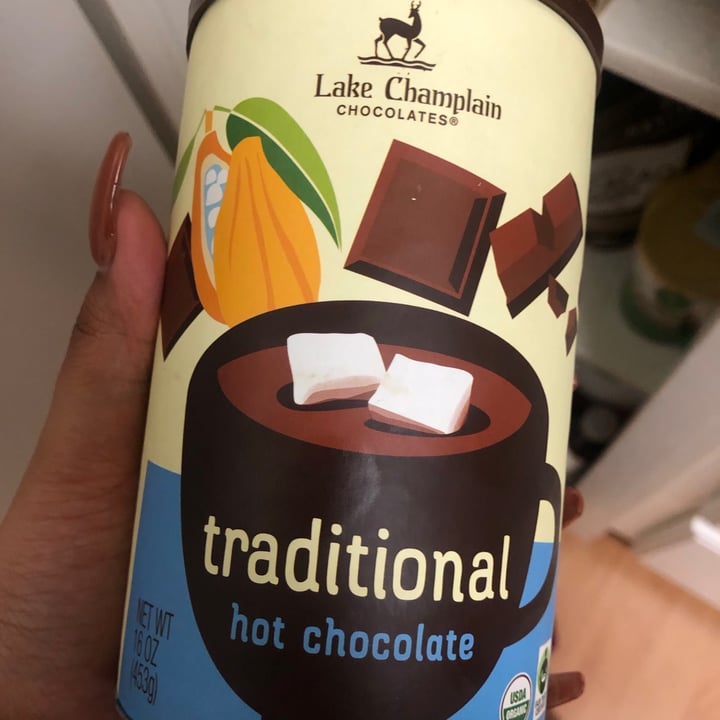 Lake Champlain
CHOCOLATES®
traditional
hot chocolate
NET WT
16 OZ
(453g)
USDA
ORGANIC